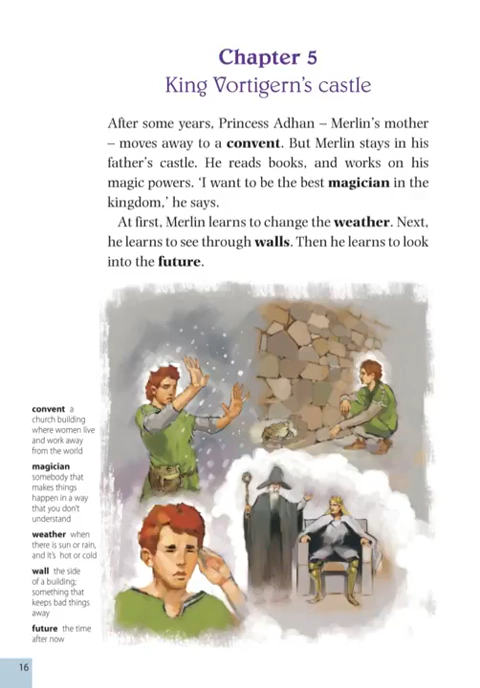 Chapter 5
King Vortigern's castle
After some years, Princess Adhan – Merlin's mother
– moves away to a convent. But Merlin stays in his
father's castle. He reads books, and works on his
magic powers. 'I want to be the best magician in the
kingdom,' he says.
At first, Merlin learns to change the weather. Next,
he learns to see through walls. Then he learns to look
into the future.
convent a
church building
where women live
and work away
from the world
magician
somebody that
makes things
happen in a way
that you don't
understand
weather when
there is sun or rain,
and it's hot or cold
wall the side
of a building;
something that
keeps bad things
away
future the time
after now
16